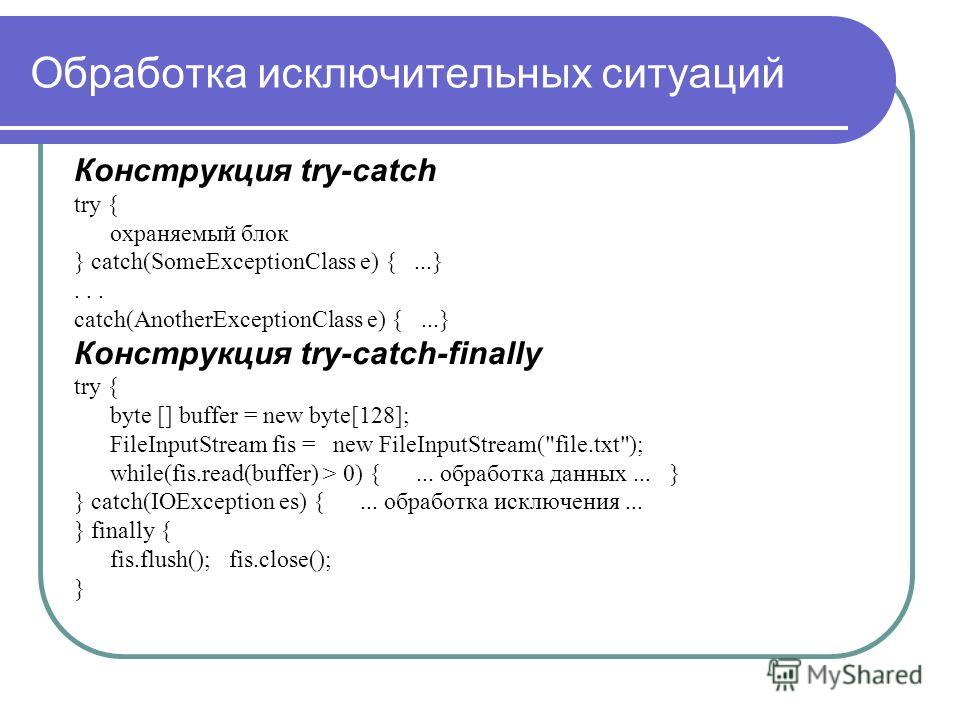 Обработка исключительных ситуаций
Конструкция try-catch
try {
охраняемый блок
} catch(SomeExceptionClass e) { ...}
. . .
catch(AnotherExceptionClass e) { ...}
Конструкция try-catch-finally
try {
byte [] buffer = new byte[128];
FileInputStream fis = new FileInputStream("file.txt");
while(fis.read(buffer) > 0) { ... обработка данных ... }
} catch(IOException es) { ... обработка исключения ...
} finally {
fis.flush(); fis.close();
}
MyShared